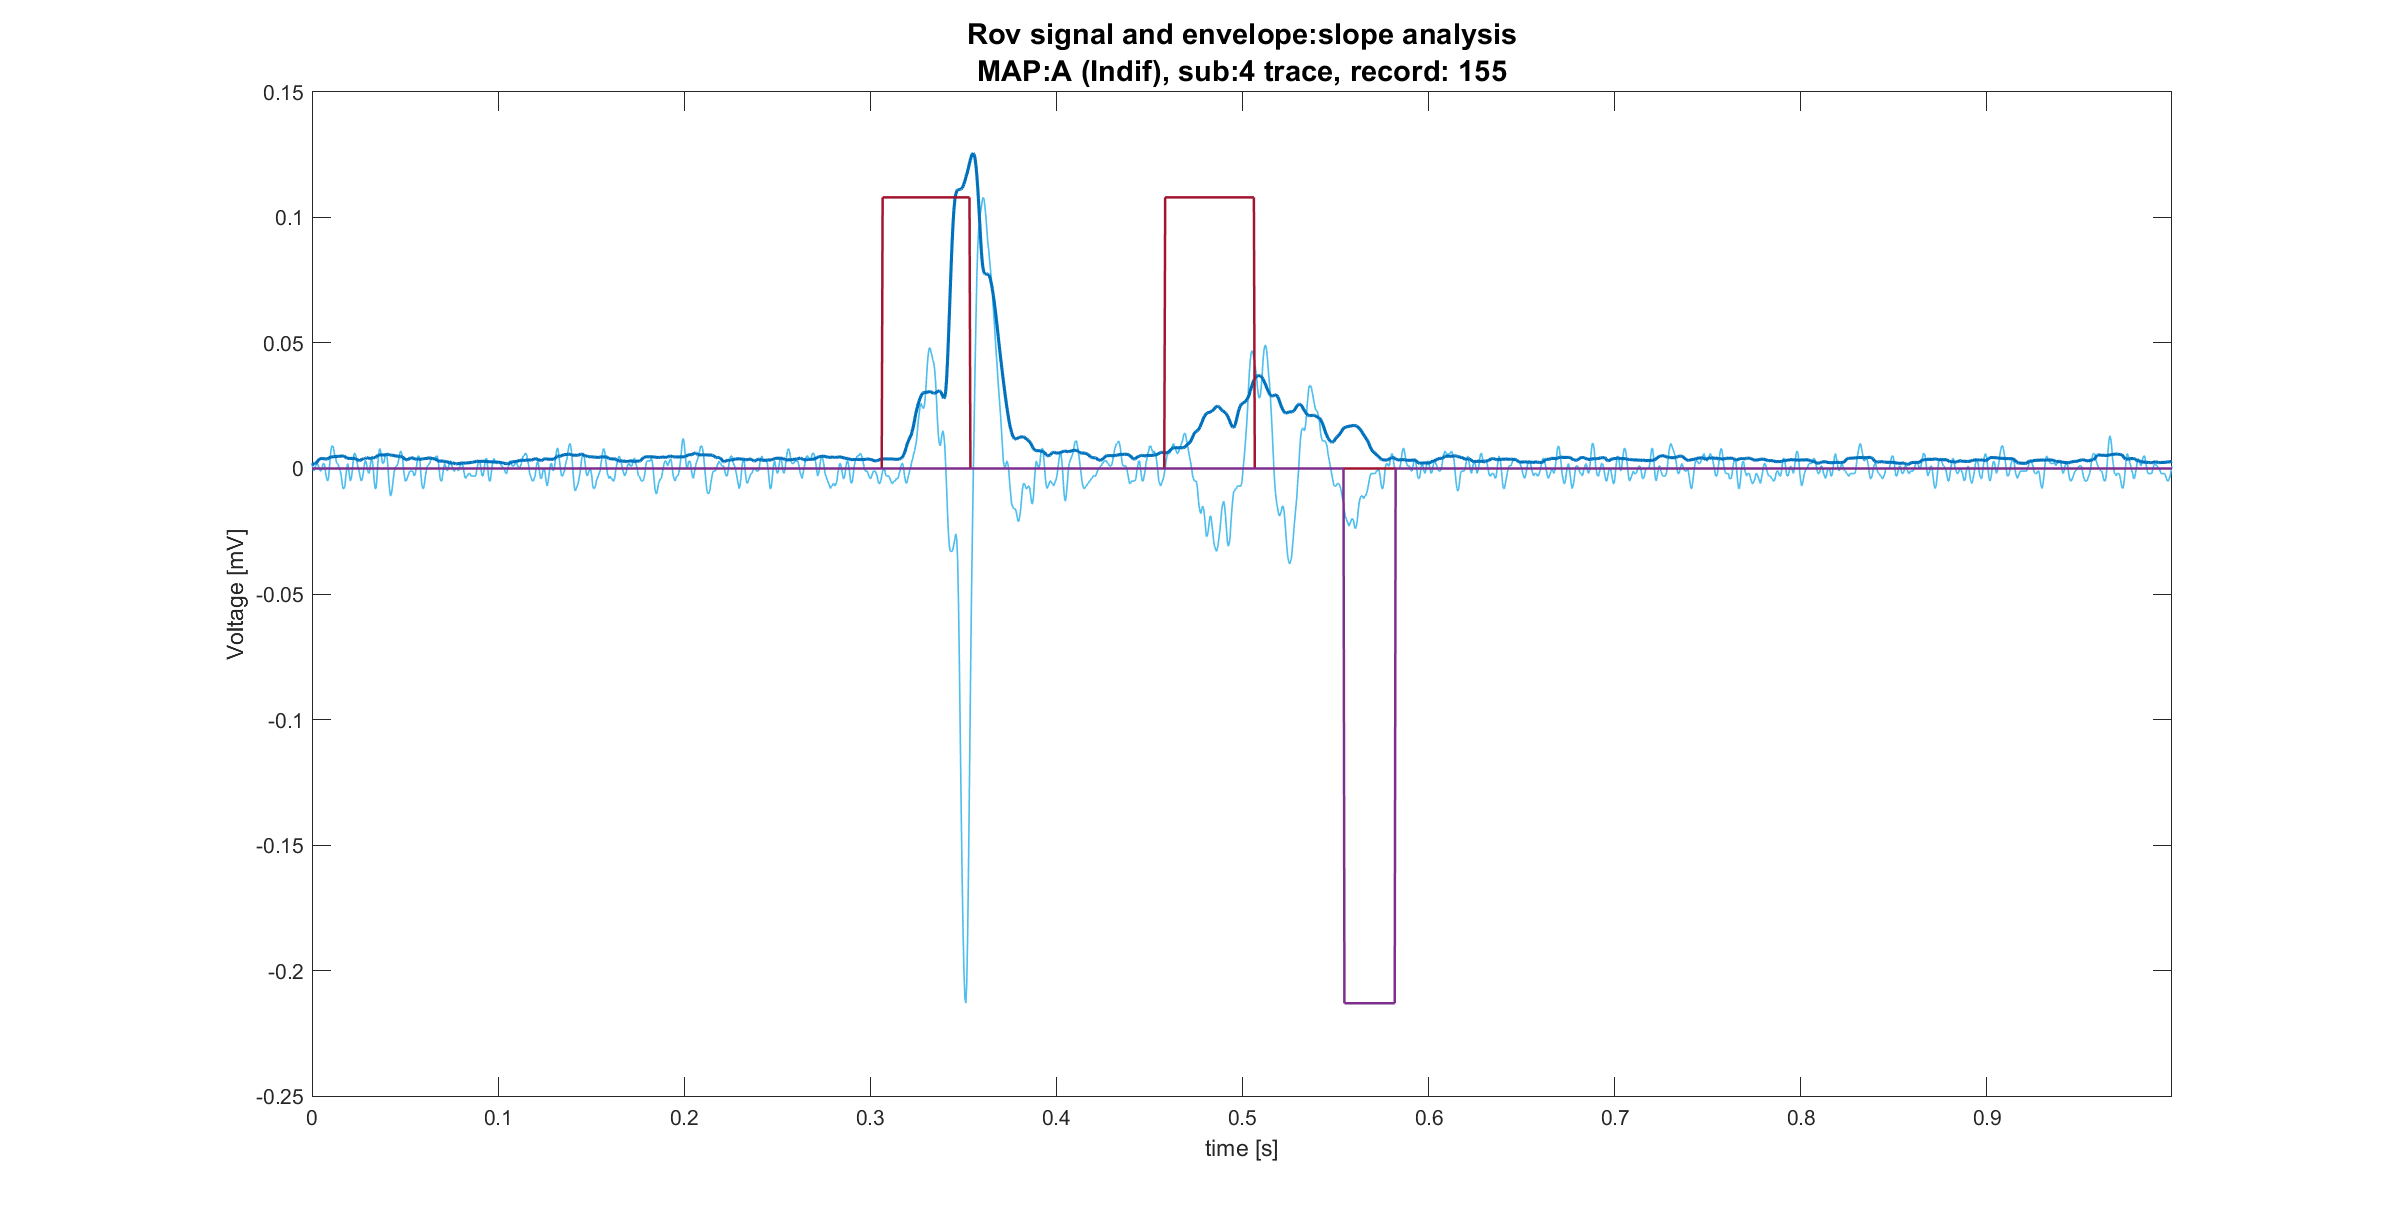 Rov signal and envelope:slope analysis
MAP:A (Indif), sub:4 trace, record: 155
0.15
0.1
0.05
0
-0.05
-0.1
-0.15
-0.2
-0.25
Voltage [mV]
0 0.1 0.2 0.3 0.4 0.5 0.6 0.7 0.8 0.9
time [s]